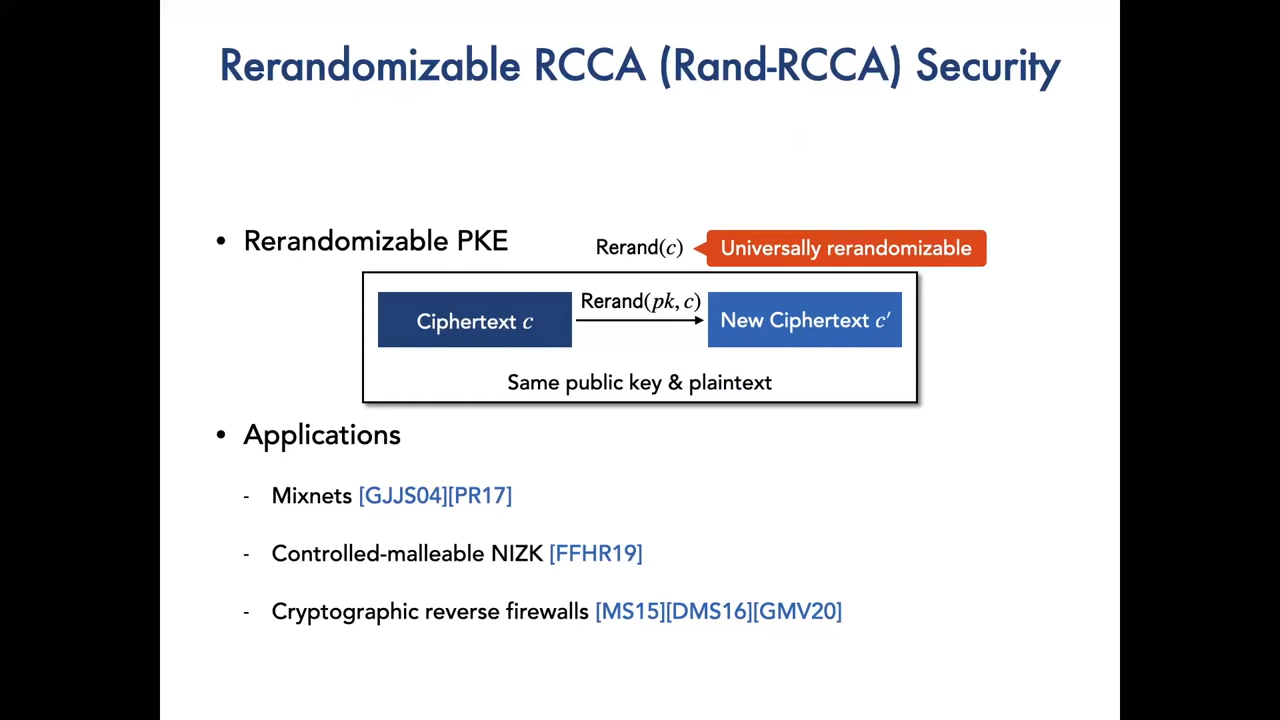 Rerandomizable RCCA (Rand-RCCA) Security
• Rerandomizable PKE
Rerand(c) Universally rerandomizable
Ciphertext c Rerand(pk, c) New Ciphertext c′
Same public key & plaintext
• Applications
- Mixnets [GJJS04][PR17]
- Controlled-malleable NIZK [FFHR19]
- Cryptographic reverse firewalls [MS15][DMS16][GMV20]